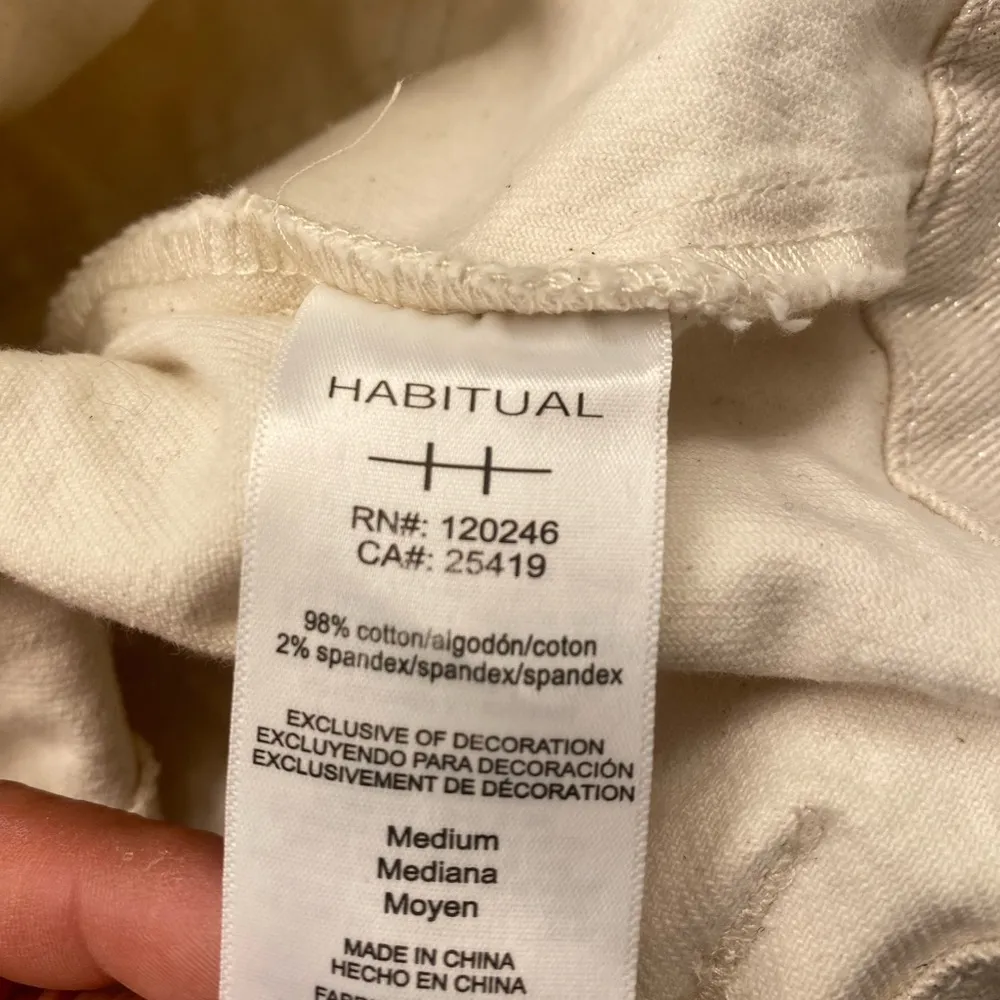 HABITUAL
RN#: 120246
CA#: 25419
98% cotton/algodón/coton
2% spandex/spandex/spandex
EXCLUSIVE OF DECORATION
EXCLUYENDO PARA DECORACIÓN
EXCLUSIVEMENT DE DÉCORATION
Medium
Mediana
Moyen
MADE IN CHINA
HECHO EN CHINA